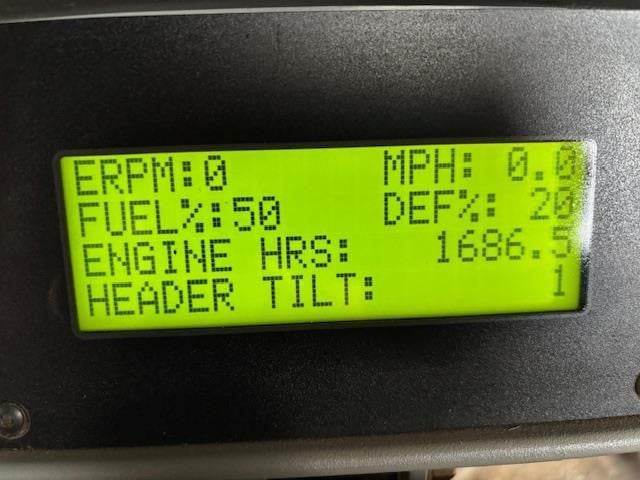 ERPM:0 MPH: 0.0
FUEL%:50 DEF%: 20
ENGINE HRS: 1686.5
HEADER TILT: 1